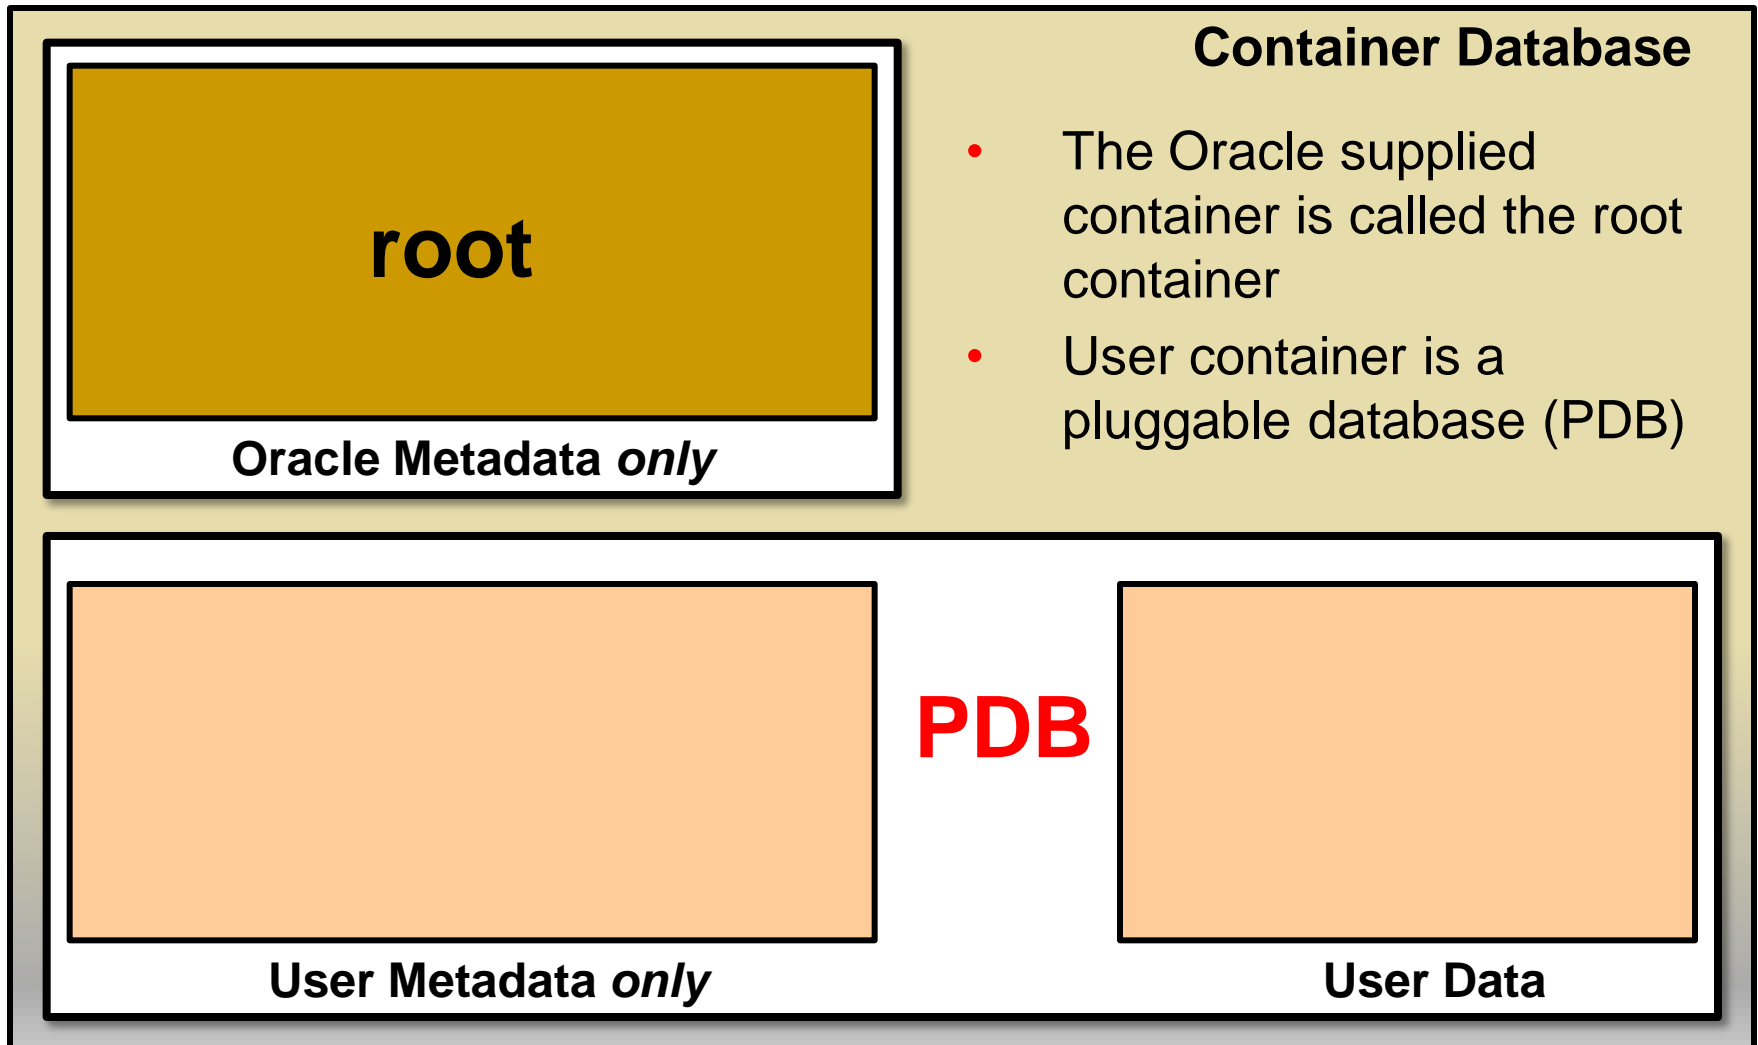 Container Database
root
Oracle Metadata only
• The Oracle supplied
container is called the root
container
• User container is a
pluggable database (PDB)
PDB
User Metadata only
User Data